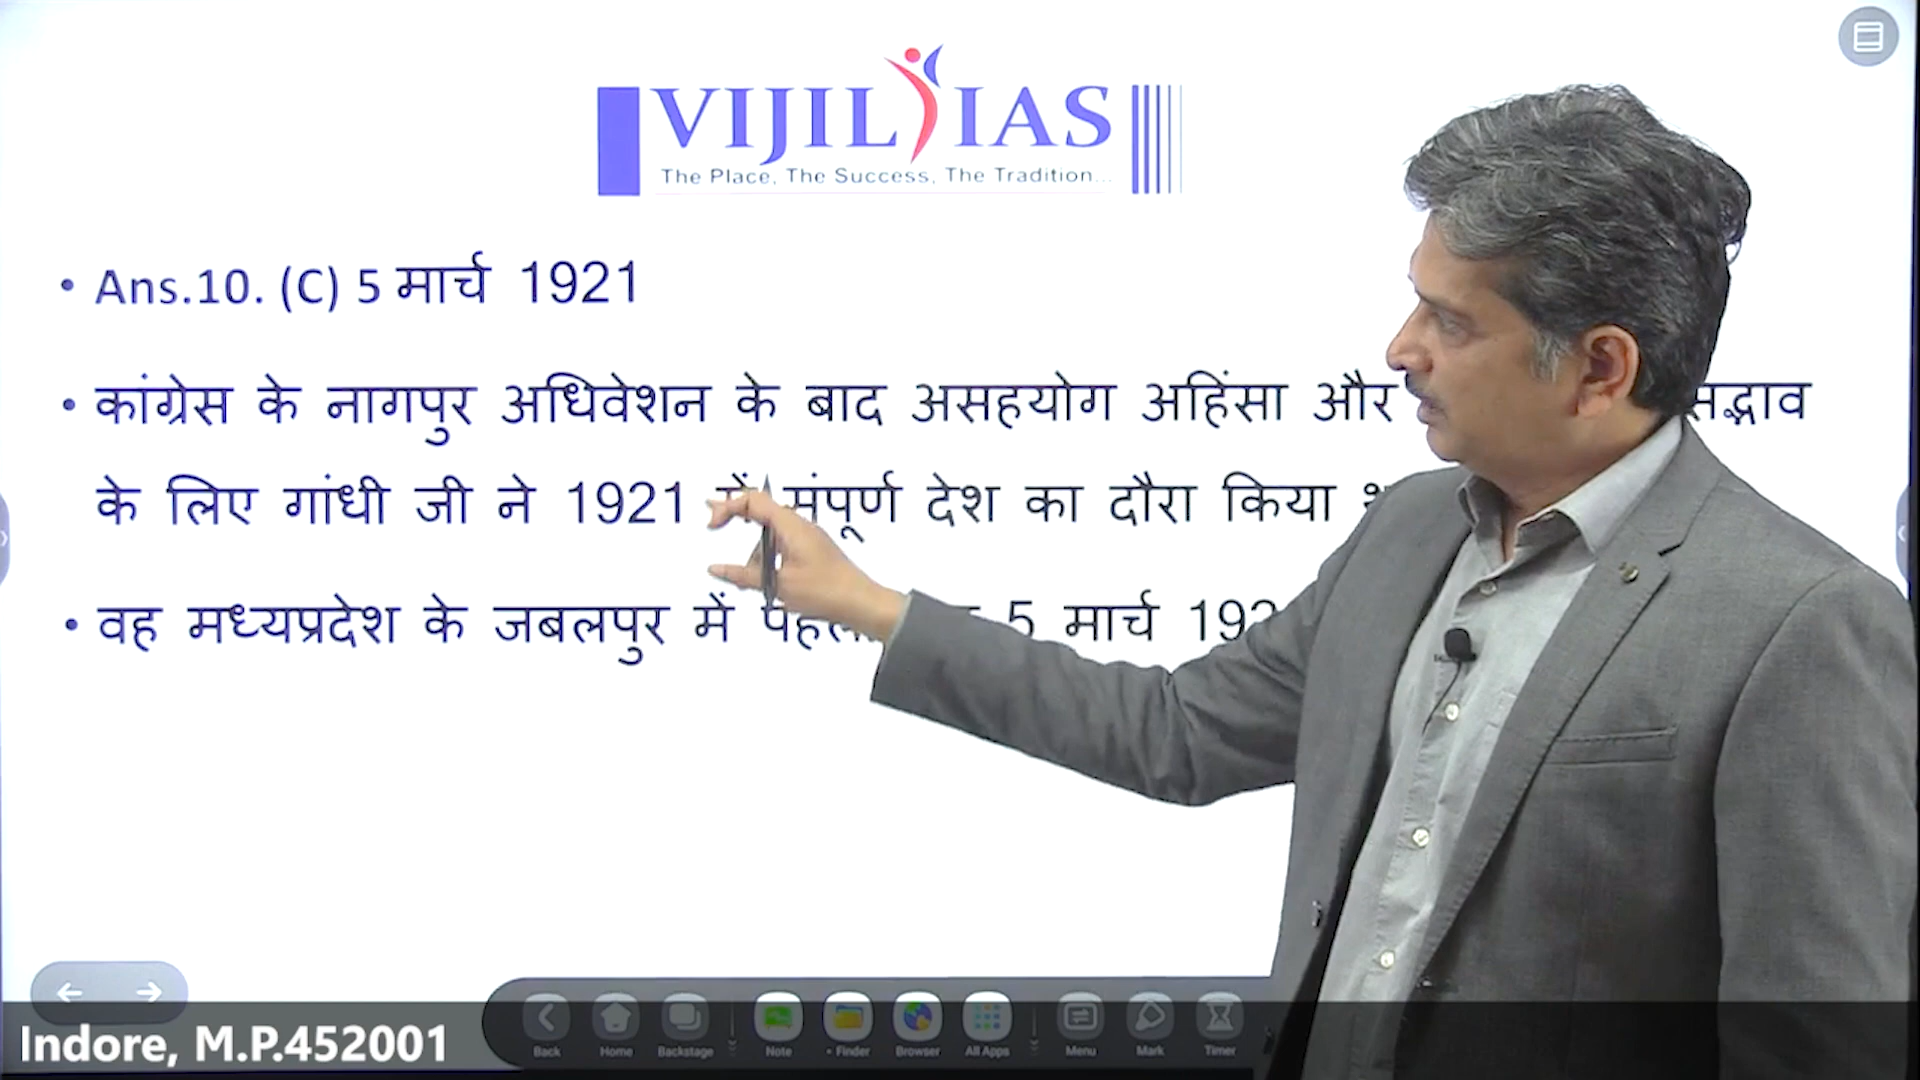 VIJIL IAS
The Place, The Success, The Tradition...
• Ans.10. (C) 5 मार्च 1921
• कांग्रेस के नागपुर अधिवेशन के बाद असहयोग अहिंसा और सद्भाव
के लिए गांधी जी ने 1921 में संपूर्ण देश का दौरा किया
• वह मध्यप्रदेश के जबलपुर में 5 मार्च
Back Home Backstage Note Finder Browser All Apps Menu Mark Timer
Indore, M.P.452001